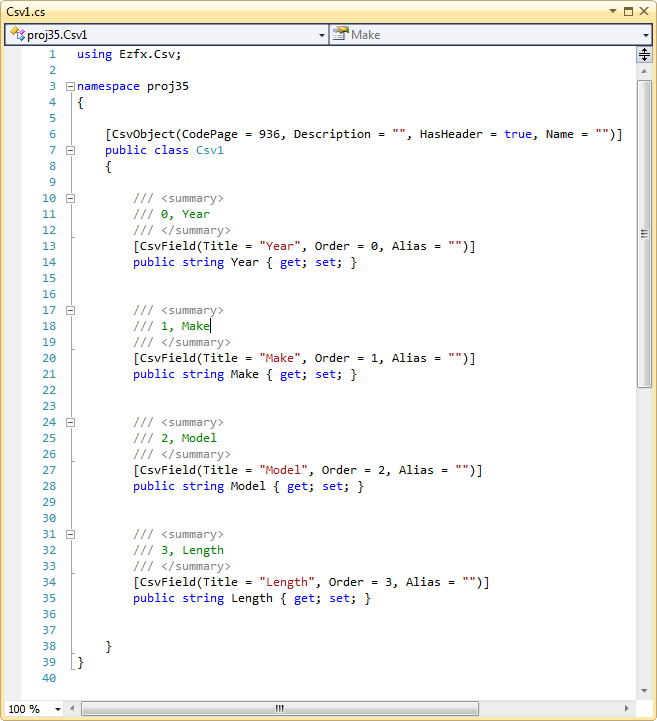 Csv1.cs
proj35.Csv1 Make
1 using Ezfx.Csv;
2
3 namespace proj35
4 {
5
6 [CsvObject(CodePage = 936, Description = "", HasHeader = true, Name = "")]
7 public class Csv1
8 {
9
10 /// <summary>
11 /// 0, Year
12 /// </summary>
13 [CsvField(Title = "Year", Order = 0, Alias = "")]
14 public string Year { get; set; }
15
16
17 /// <summary>
18 /// 1, Make
19 /// </summary>
20 [CsvField(Title = "Make", Order = 1, Alias = "")]
21 public string Make { get; set; }
22
23
24 /// <summary>
25 /// 2, Model
26 /// </summary>
27 [CsvField(Title = "Model", Order = 2, Alias = "")]
28 public string Model { get; set; }
29
30
31 /// <summary>
32 /// 3, Length
33 /// </summary>
34 [CsvField(Title = "Length", Order = 3, Alias = "")]
35 public string Length { get; set; }
36
37
38 }
39 }
40
100 %